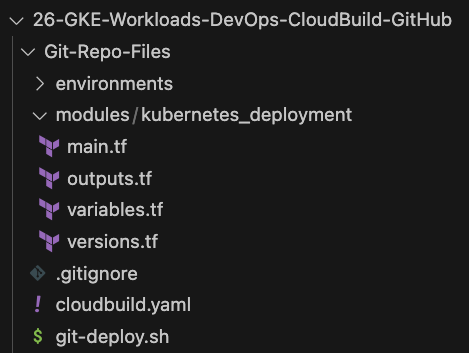 26-GKE-Workloads-DevOps-CloudBuild-GitHub
Git-Repo-Files
environments
modules/kubernetes_deployment
main.tf
outputs.tf
variables.tf
versions.tf
.gitignore
! cloudbuild.yaml
$ git-deploy.sh